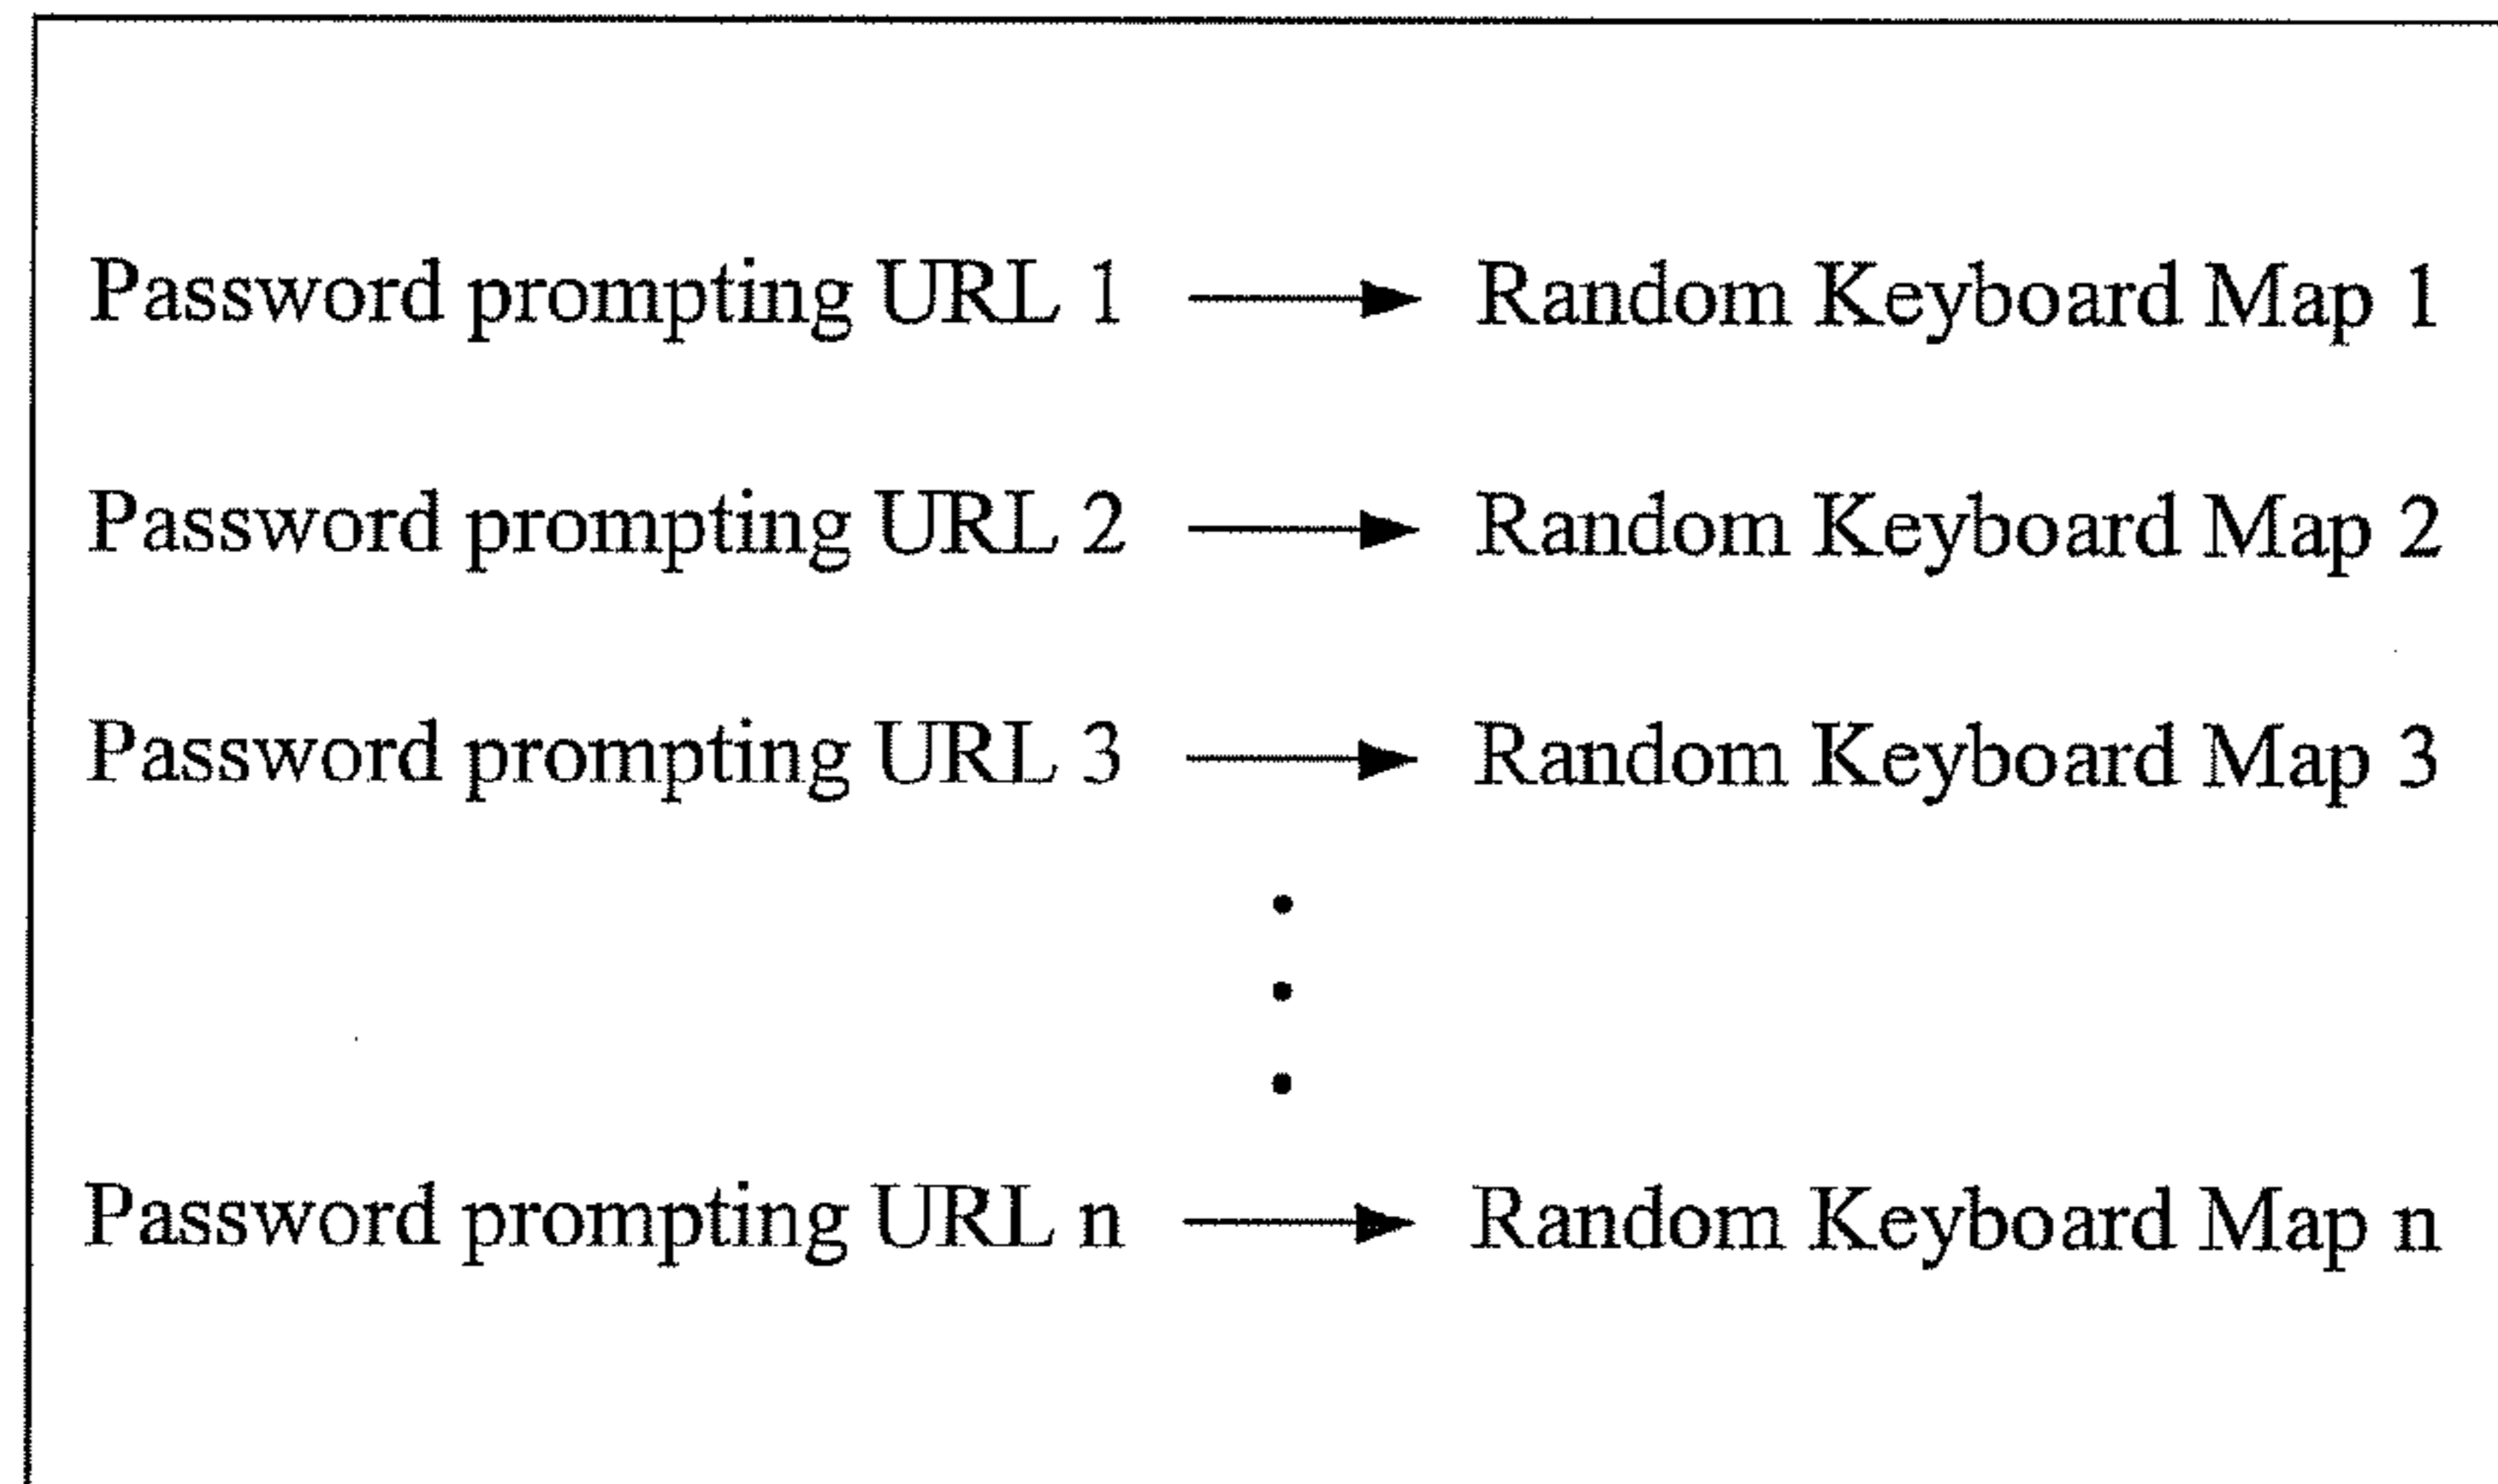 Password prompting URL 1 → Random Keyboard Map 1
Password prompting URL 2 → Random Keyboard Map 2
Password prompting URL 3 → Random Keyboard Map 3
Password prompting URL n → Random Keyboard Map n